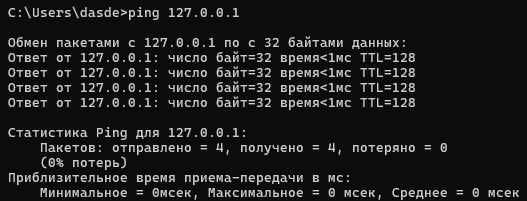 C:\Users\dasde>ping 127.0.0.1
Обмен пакетами с 127.0.0.1 по с 32 байтами данных:
Ответ от 127.0.0.1: число байт=32 время<1мс TTL=128
Ответ от 127.0.0.1: число байт=32 время<1мс TTL=128
Ответ от 127.0.0.1: число байт=32 время<1мс TTL=128
Ответ от 127.0.0.1: число байт=32 время<1мс TTL=128
Статистика Ping для 127.0.0.1:
Пакетов: отправлено = 4, получено = 4, потеряно = 0
(0% потерь)
Приблизительное время приема-передачи в мс:
Минимальное = 0мсек, Максимальное = 0 мсек, Среднее = 0 мсек